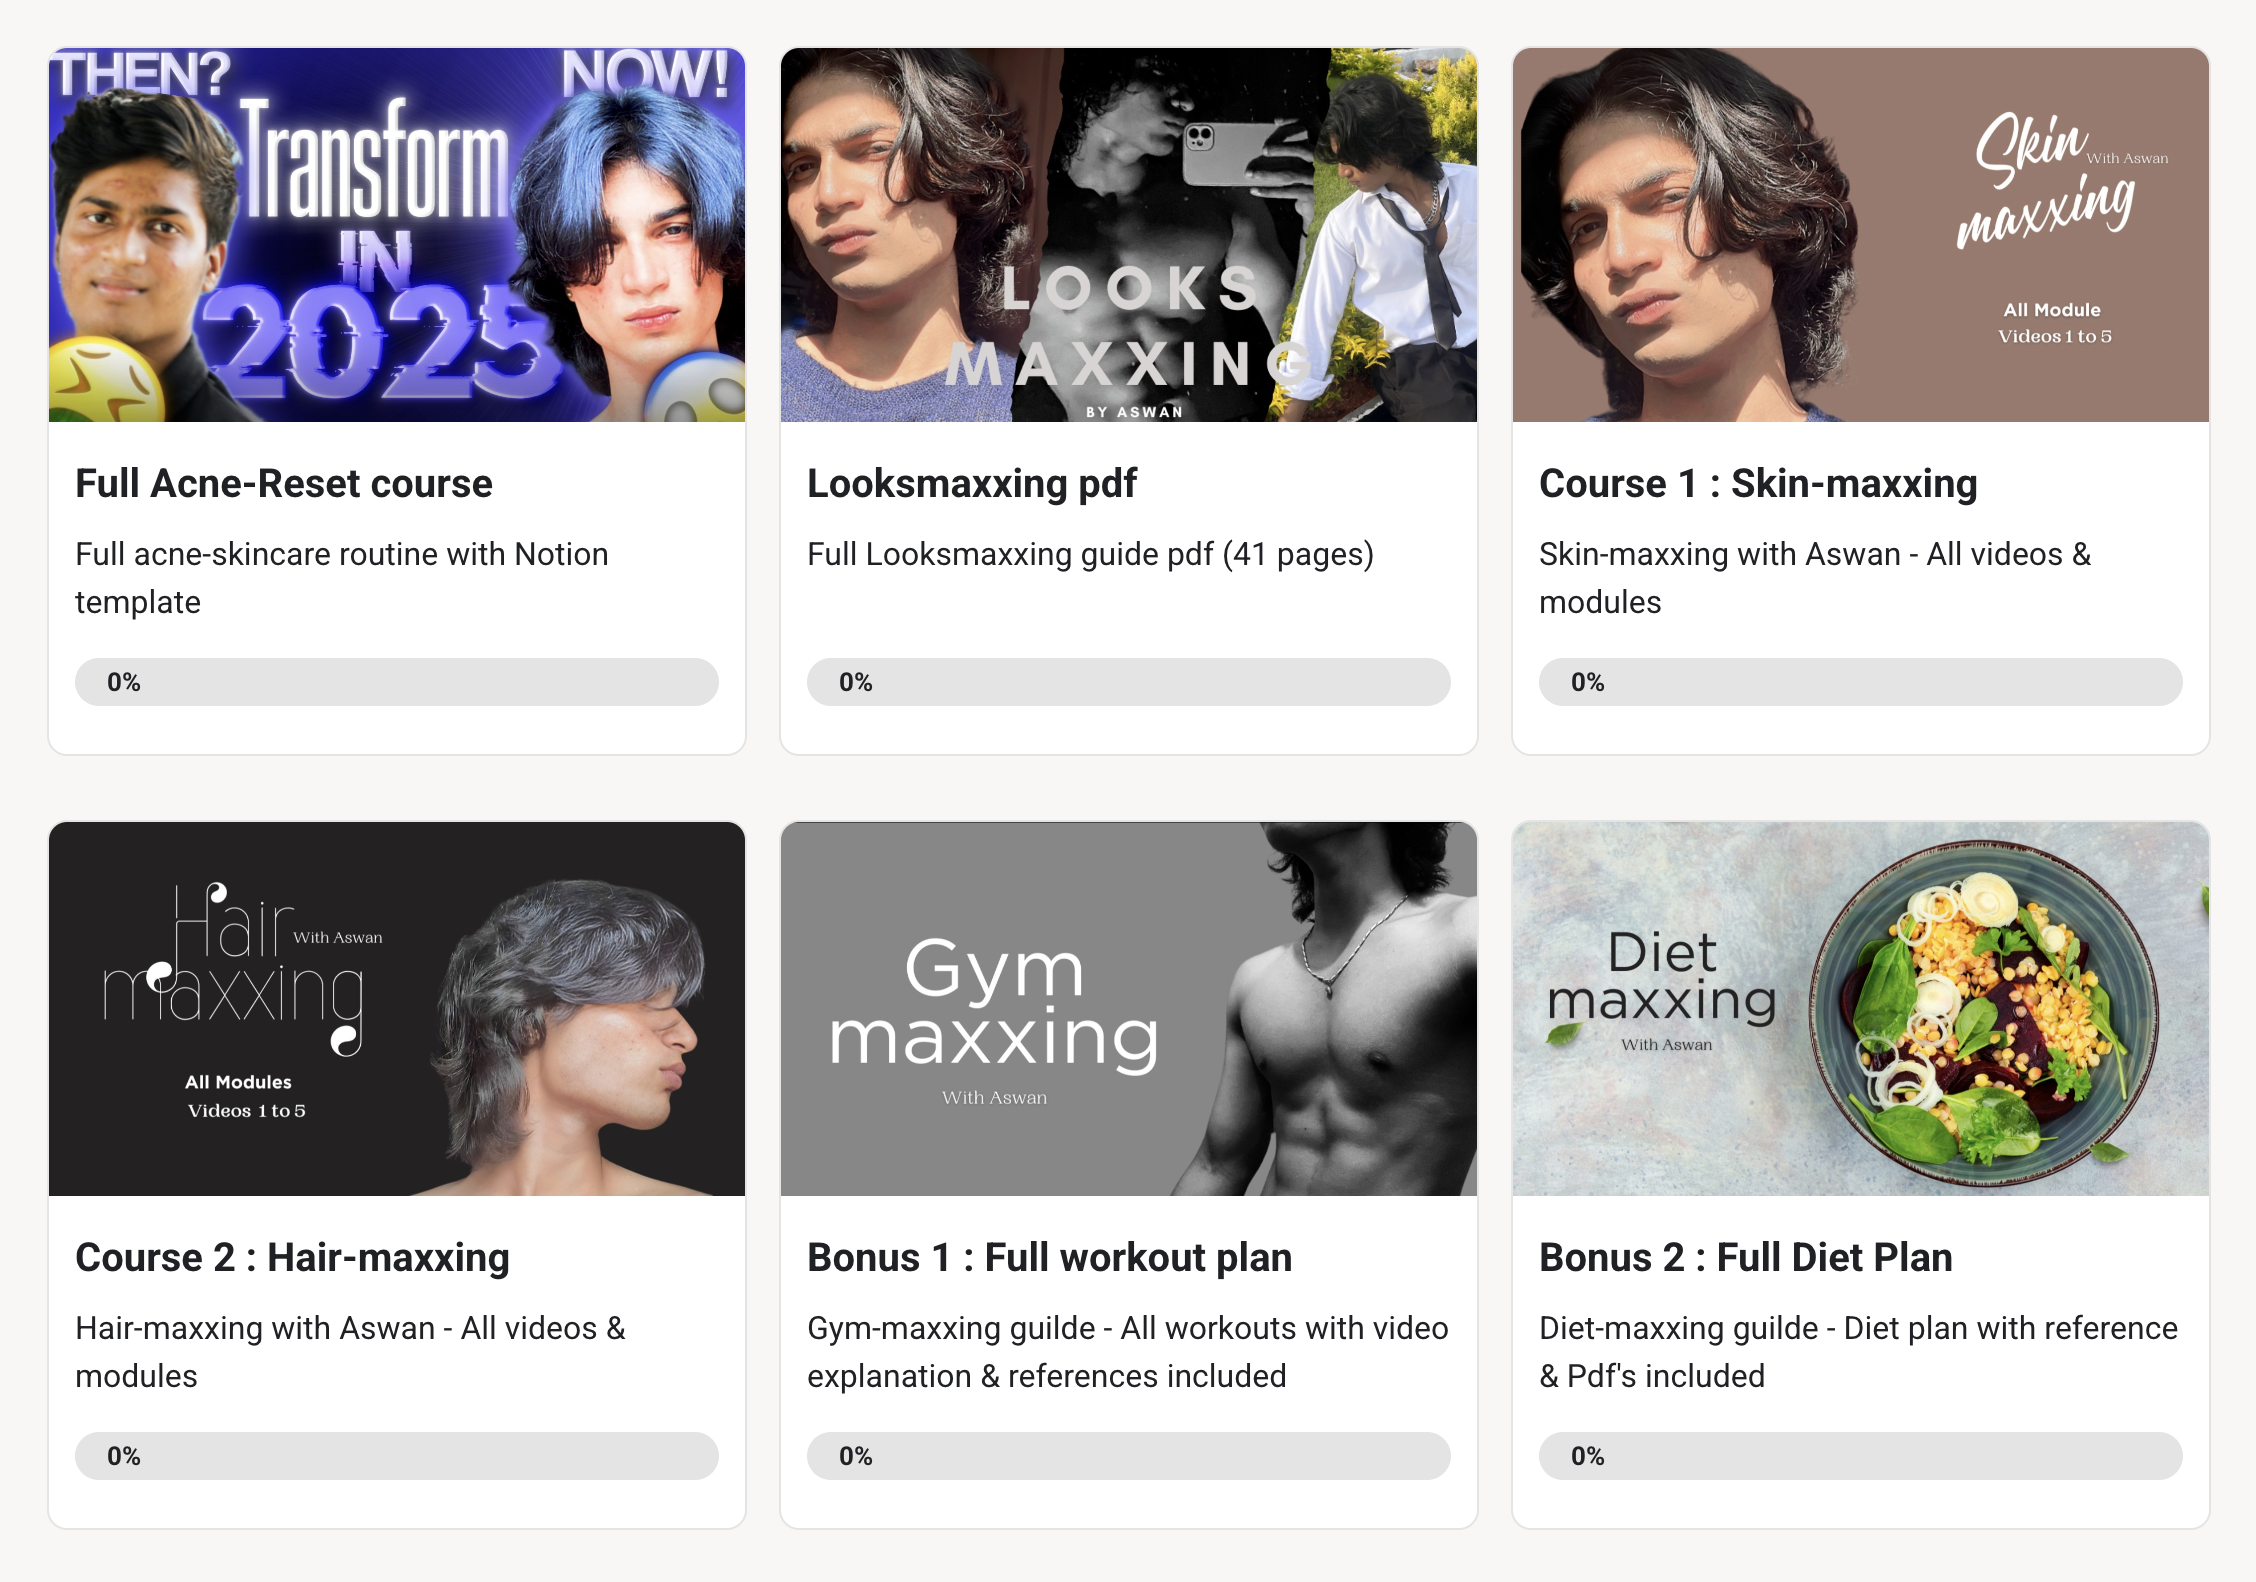 THEN?
NOW!
Transform
IN
2025
Full Acne-Reset course
Full acne-skincare routine with Notion
template
0%
LOOKS
MAXXING
BY ASWAN
Looksmaxxing pdf
Full Looksmaxxing guide pdf (41 pages)
0%
Skin
With Aswan
maxxing
All Module
Videos 1 to 5
Course 1 : Skin-maxxing
Skin-maxxing with Aswan - All videos &
modules
0%
Hair
With Aswan
maxxing
All Modules
Videos 1 to 5
Course 2 : Hair-maxxing
Hair-maxxing with Aswan - All videos &
modules
0%
Gym
maxxing
With Aswan
Bonus 1 : Full workout plan
Gym-maxxing guilde - All workouts with video
explanation & references included
0%
Diet
maxxing
With Aswan
Bonus 2 : Full Diet Plan
Diet-maxxing guilde - Diet plan with reference
& Pdf's included
0%